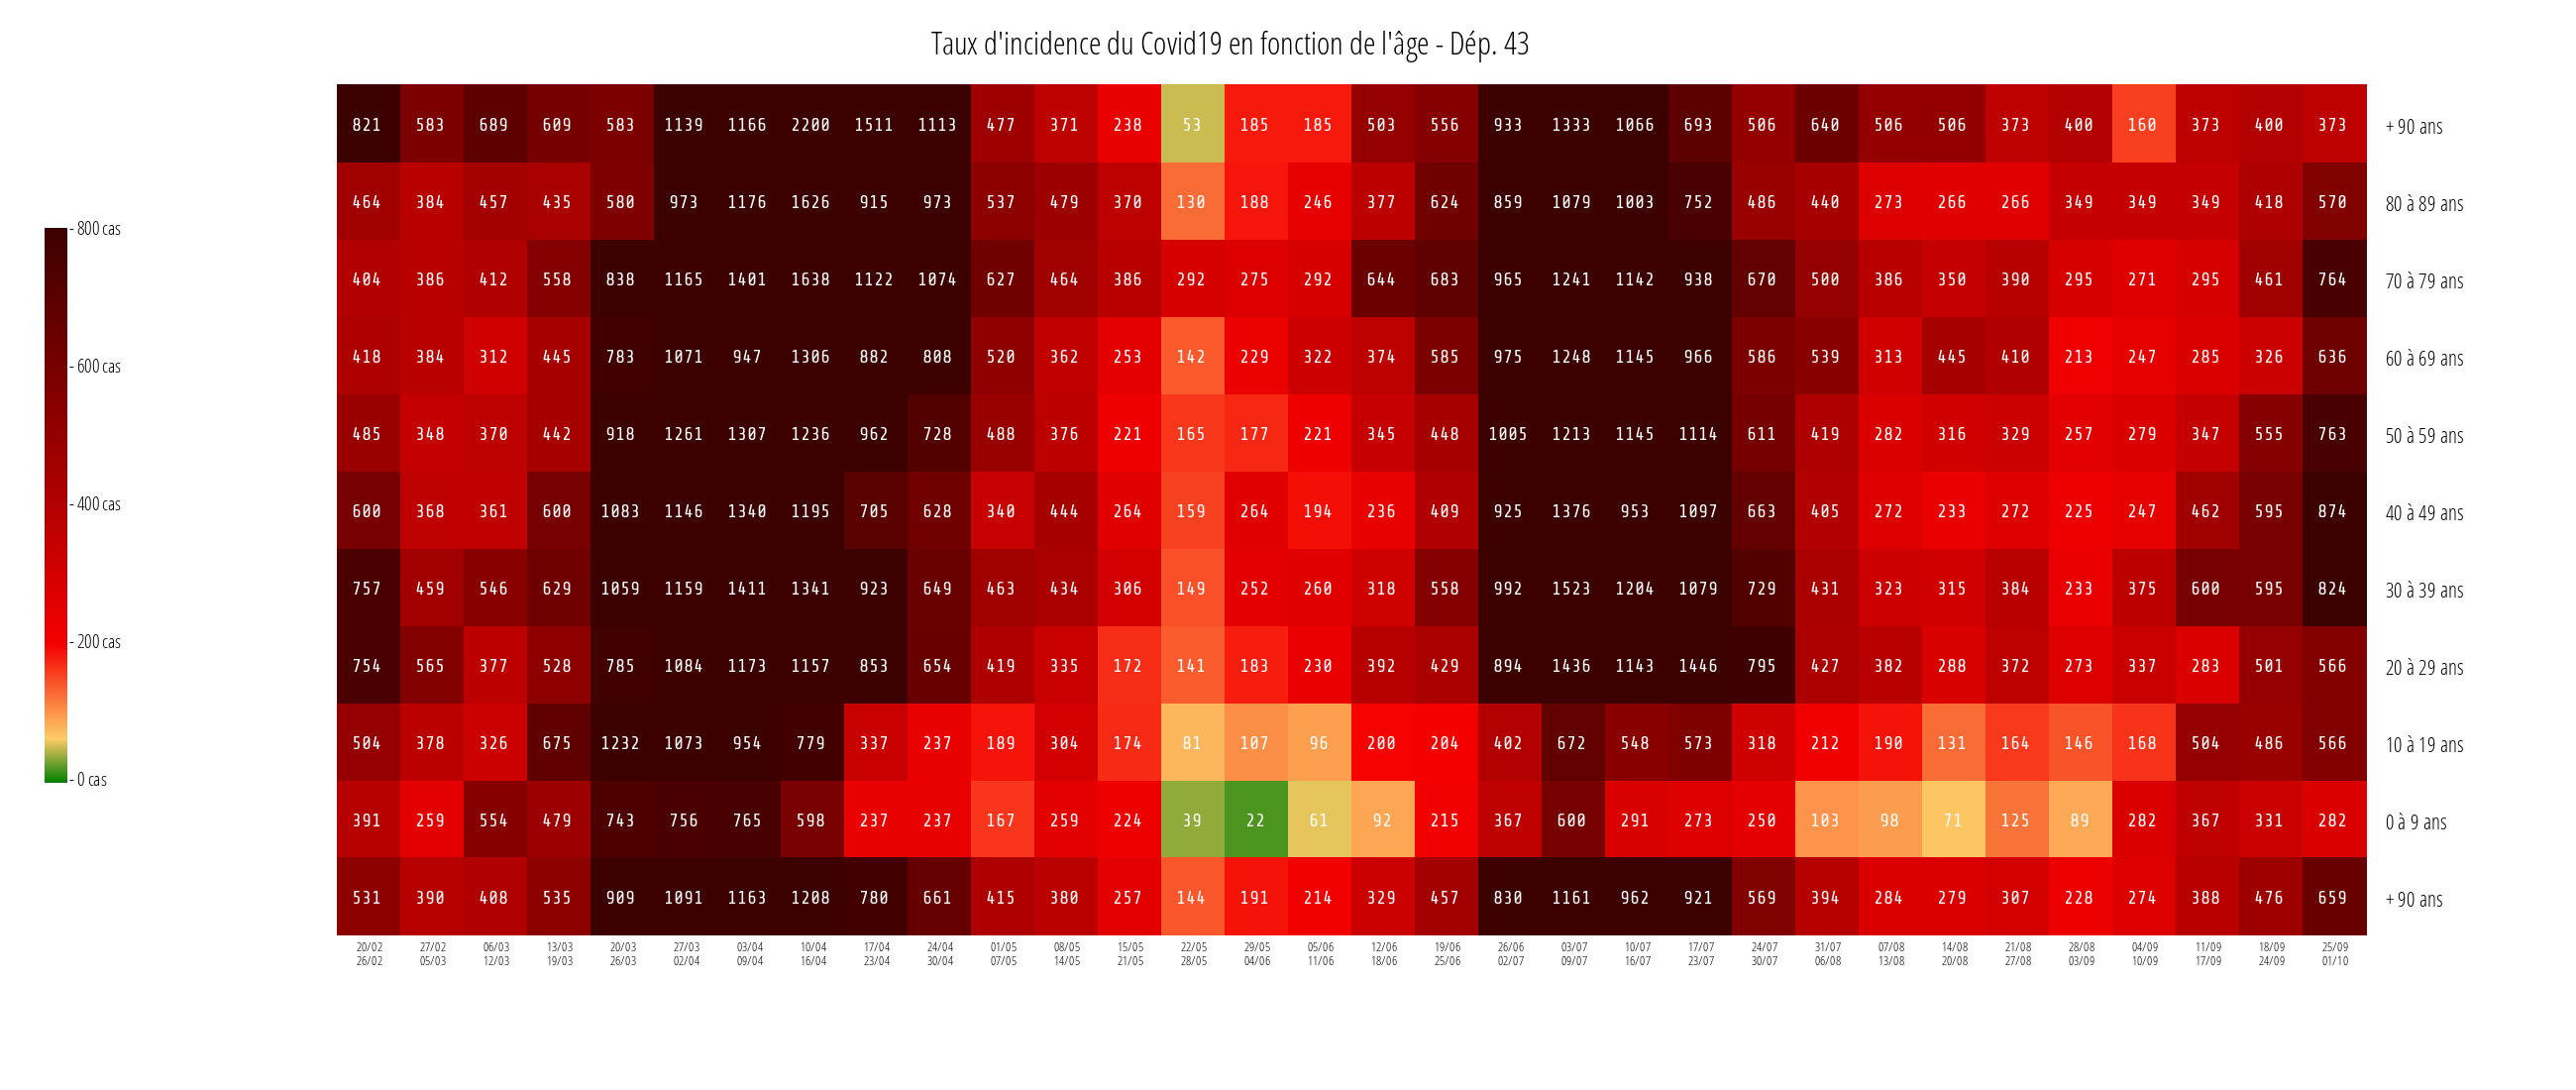 Taux d'incidence du Covid19 en fonction de l'âge - Dép. 43
821 583 689 609 583 1139 1166 2200 1511 1113 477 371 238 53 185 185 503 556 933 1333 1066 693 506 640 506 506 373 400 160 373 400 373 + 90 ans
464 384 457 435 580 973 1176 1626 915 973 537 479 370 130 188 246 377 624 859 1079 1003 752 486 440 273 266 266 349 349 349 418 570 80 à 89 ans
- 800 cas
404 386 412 558 838 1165 1401 1638 1122 1074 627 464 386 292 275 292 644 683 965 1241 1142 938 670 500 386 350 390 295 271 295 461 764 70 à 79 ans
418 384 312 445 783 1071 947 1306 882 808 520 362 253 142 229 322 374 585 975 1248 1145 966 586 539 313 445 410 213 247 285 326 636 60 à 69 ans
- 600 cas
485 348 370 442 918 1261 1307 1236 962 728 488 376 221 165 177 221 345 448 1005 1213 1145 1114 611 419 282 316 329 257 279 347 555 763 50 à 59 ans
- 400 cas
600 368 361 600 1083 1146 1340 1195 705 628 340 444 264 159 264 194 236 409 925 1376 953 1097 663 405 272 233 272 225 247 462 595 874 40 à 49 ans
757 459 546 629 1059 1159 1411 1341 923 649 463 434 306 149 252 260 318 558 992 1523 1204 1079 729 431 323 315 384 233 375 600 595 824 30 à 39 ans
- 200 cas
754 565 377 528 785 1084 1173 1157 853 654 419 335 172 141 183 230 392 429 894 1436 1143 1446 795 427 382 288 372 273 337 283 501 566 20 à 29 ans
504 378 326 675 1232 1073 954 779 337 237 189 304 174 81 107 96 200 204 402 672 548 573 318 212 190 131 164 146 168 504 486 566 10 à 19 ans
- 0 cas
391 259 554 479 743 756 765 598 237 237 167 259 224 39 22 61 92 215 367 600 291 273 250 103 98 71 125 89 282 367 331 282 0 à 9 ans
531 390 408 535 909 1091 1163 1208 780 661 415 380 257 144 191 214 329 457 830 1161 962 921 569 394 284 279 307 228 274 388 476 659 + 90 ans
20/02 27/02 06/03 13/03 20/03 27/03 03/04 10/04 17/04 24/04 01/05 08/05 15/05 22/05 29/05 05/06 12/06 19/06 26/06 03/07 10/07 17/07 24/07 31/07 07/08 14/08 21/08 28/08 04/09 11/09 18/09 25/09
26/02 05/03 12/03 19/03 26/03 02/04 09/04 16/04 23/04 30/04 07/05 14/05 21/05 28/05 04/06 11/06 18/06 25/06 02/07 09/07 16/07 23/07 30/07 06/08 13/08 20/08 27/08 03/09 10/09 17/09 24/09 01/10